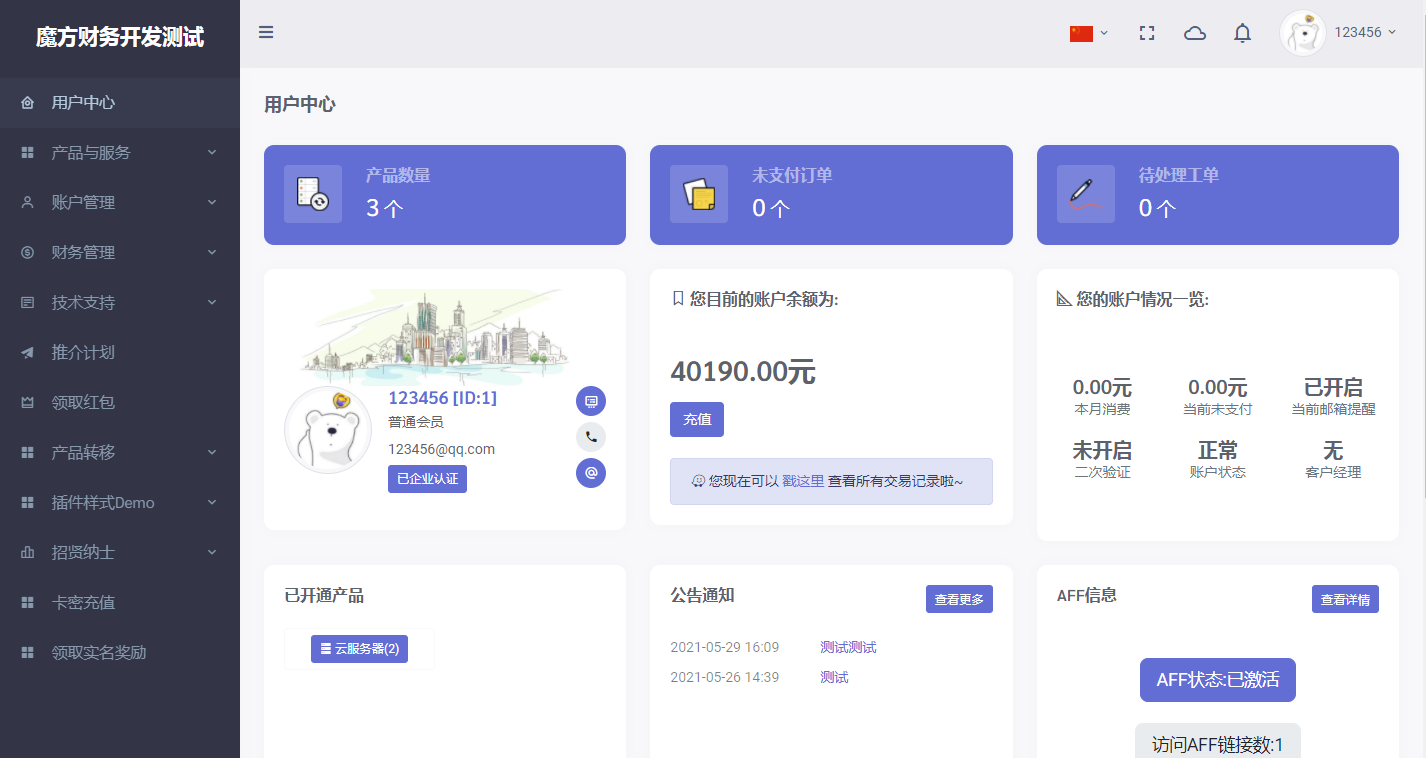 魔方财务开发测试
123456
用户中心
产品与服务
账户管理
财务管理
技术支持
推介计划
领取红包
产品转移
插件样式Demo
招贤纳士
卡密充值
领取实名奖励
用户中心
产品数量
3 个
未支付订单
0 个
待处理工单
0 个
123456 [ID:1]
普通会员
123456@qq.com
已企业认证
您目前的账户余额为:
40190.00元
充值
您现在可以 戳这里 查看所有交易记录啦~
您的账户情况一览:
0.00元
本月消费
0.00元
当前未支付
已开启
当前邮箱提醒
未开启
二次验证
正常
账户状态
无
客户经理
已开通产品
云服务器(2)
公告通知
查看更多
2021-05-29 16:09 测试测试
2021-05-26 14:39 测试
AFF信息
查看详情
AFF状态:已激活
访问AFF链接数:1